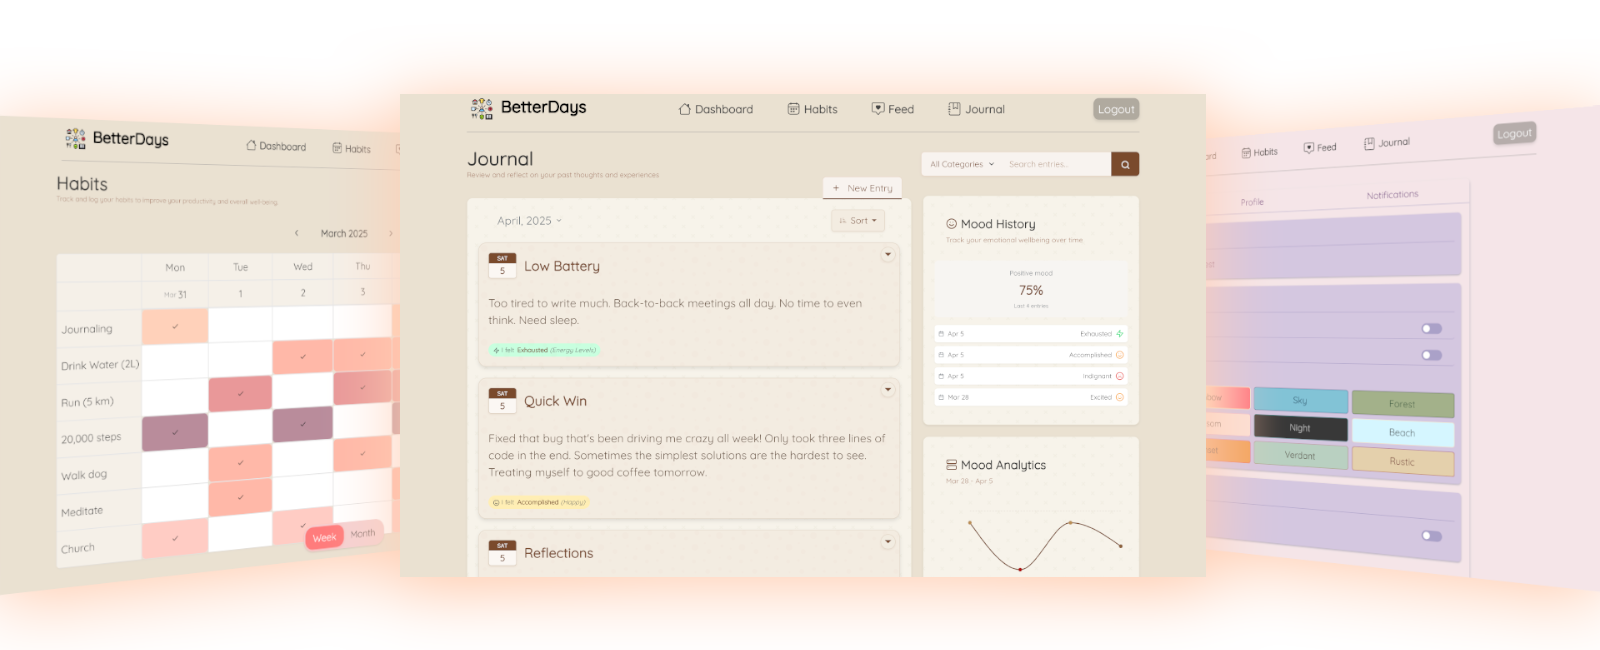 BetterDays
Dashboard
Habits
Habits
Track and log your habits to improve your productivity and overall well-being.
March 2025
Mon Tue Wed Thu
Mar 31 1 2 3
Journaling
Drink Water (2L)
Run (5 km)
20,000 steps
Walk dog
Meditate
Church
Week Month
BetterDays
Dashboard
Habits
Feed
Journal
Logout
Journal
Review and reflect on your past thoughts and experiences
All Categories
Search entries...
+ New Entry
April, 2025
Sort
SAT
5
Low Battery
Too tired to write much. Back-to-back meetings all day. No time to even
think. Need sleep.
I felt Exhausted (Energy Levels)
SAT
5
Quick Win
Fixed that bug that's been driving me crazy all week! Only took three lines of
code in the end. Sometimes the simplest solutions are the hardest to see.
Treating myself to good coffee tomorrow.
I felt Accomplished (Happy)
SAT
5
Reflections
Mood History
Track your emotional wellbeing over time
Positive mood
75%
Last 4 entries
Apr 5 Exhausted
Apr 5 Accomplished
Apr 5 Indignant
Mar 28 Excited
Mood Analytics
Mar 28 - Apr 5
Habits
Feed
Journal
Logout
Profile
Notifications
Sky
Forest
Night
Beach
Verdant
Rustic